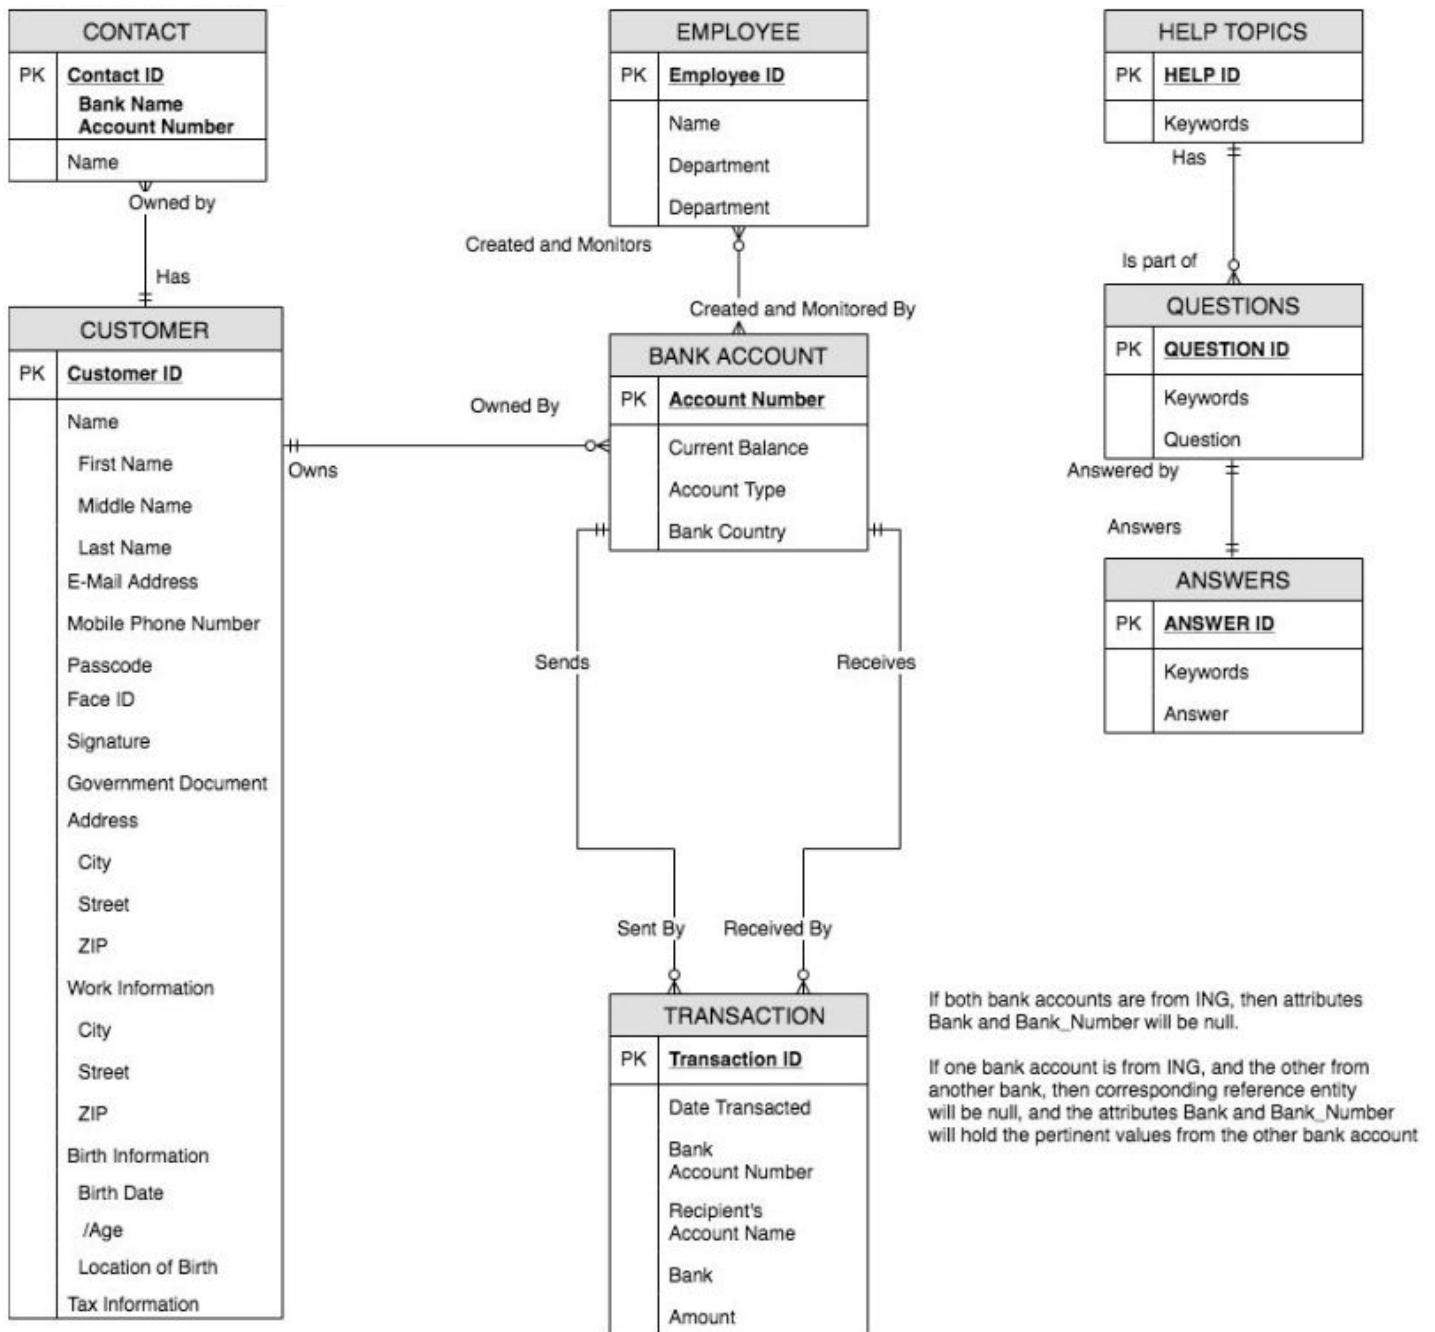 CONTACT
PK Contact ID
Bank Name
Account Number
Name
Owned by
Has
CUSTOMER
PK Customer ID
Name
First Name
Middle Name
Last Name
E-Mail Address
Mobile Phone Number
Passcode
Face ID
Signature
Government Document
Address
City
Street
ZIP
Work Information
City
Street
ZIP
Birth Information
Birth Date
/Age
Location of Birth
Tax Information
Owns
Owned By
EMPLOYEE
PK Employee ID
Name
Department
Department
Created and Monitors
Created and Monitored By
BANK ACCOUNT
PK Account Number
Current Balance
Account Type
Bank Country
Sends
Receives
Sent By
Received By
TRANSACTION
PK Transaction ID
Date Transacted
Bank
Account Number
Recipient's
Account Name
Bank
Amount
HELP TOPICS
PK HELP ID
Keywords
Has
Is part of
QUESTIONS
PK QUESTION ID
Keywords
Question
Answered by
Answers
ANSWERS
PK ANSWER ID
Keywords
Answer
If both bank accounts are from ING, then attributes
Bank and Bank_Number will be null.
If one bank account is from ING, and the other from
another bank, then corresponding reference entity
will be null, and the attributes Bank and Bank_Number
will hold the pertinent values from the other bank account